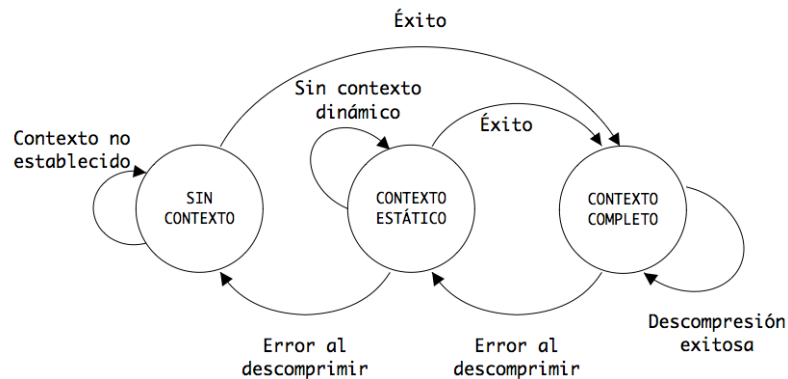 Éxito
Sin contexto
dinámico
Éxito
Contexto no
establecido
SIN
CONTEXTO
CONTEXTO
ESTÁTICO
CONTEXTO
COMPLETO
Error al
descomprimir
Error al
descomprimir
Descompresión
exitosa